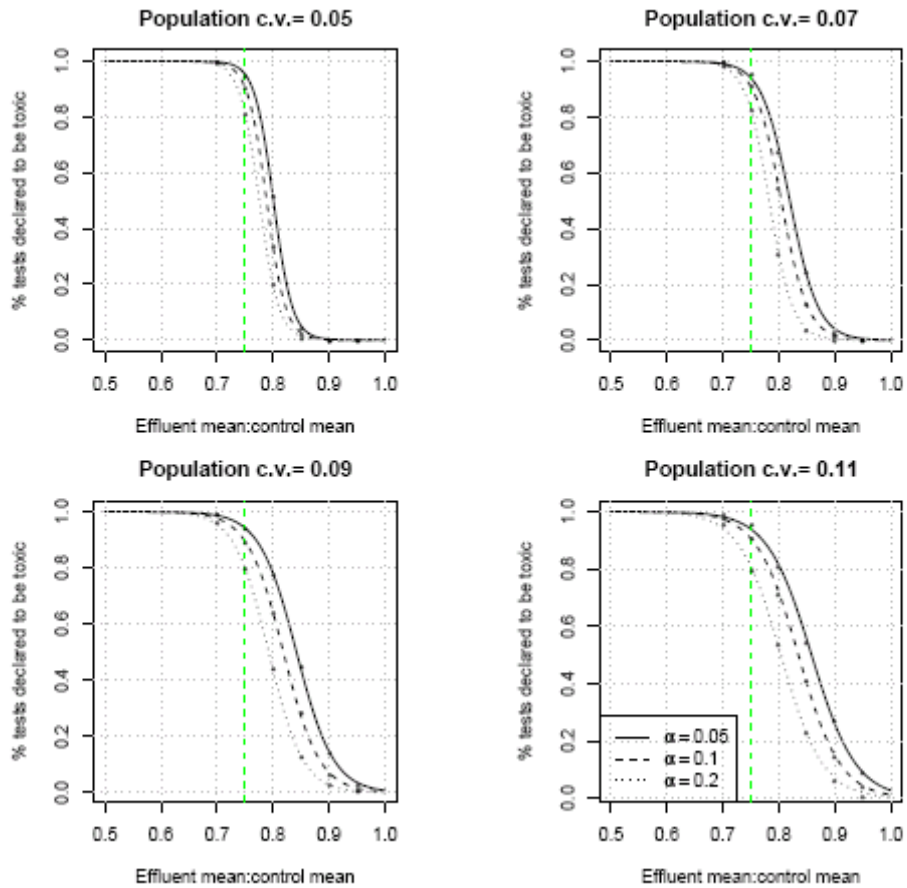 Population c.v.= 0.05
% tests declared to be toxic
1.0
0.8
0.6
0.4
0.2
0.0
0.5 0.6 0.7 0.8 0.9 1.0
Effluent mean:control mean
Population c.v.= 0.07
% tests declared to be toxic
1.0
0.8
0.6
0.4
0.2
0.0
0.5 0.6 0.7 0.8 0.9 1.0
Effluent mean:control mean
Population c.v.= 0.09
% tests declared to be toxic
1.0
0.8
0.6
0.4
0.2
0.0
0.5 0.6 0.7 0.8 0.9 1.0
Effluent mean:control mean
Population c.v.= 0.11
% tests declared to be toxic
1.0
0.8
0.6
0.4
0.2
0.0
α = 0.05
α = 0.1
α = 0.2
0.5 0.6 0.7 0.8 0.9 1.0
Effluent mean:control mean